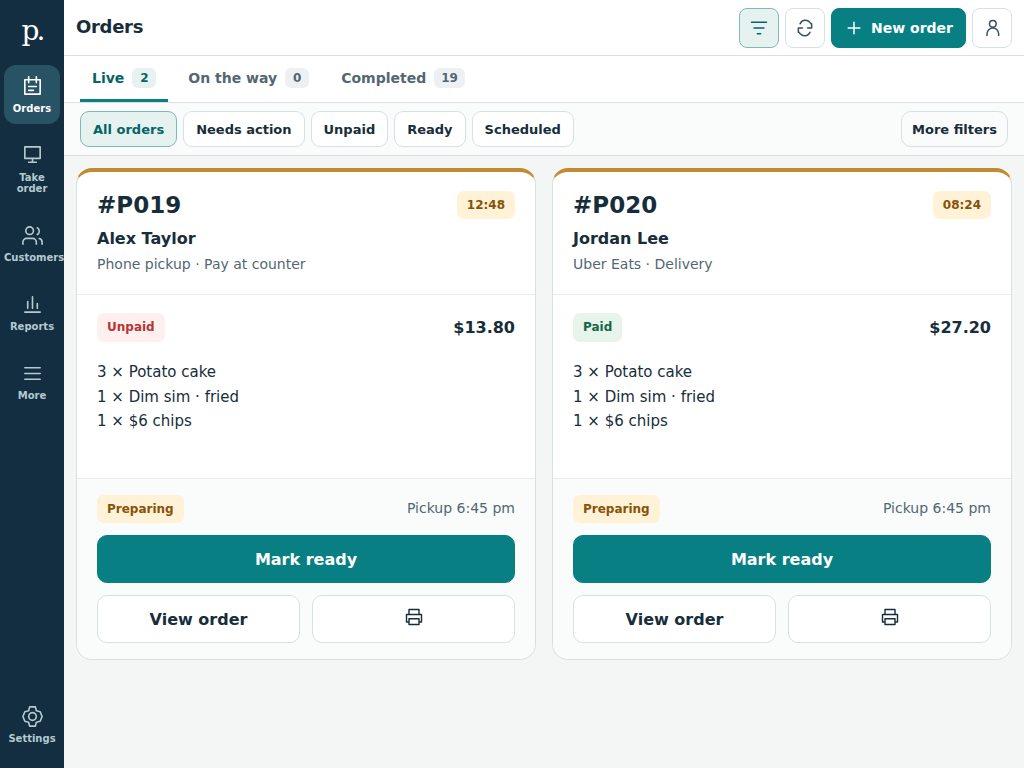 p.
Orders
New order
Orders
Take
order
Customers
Reports
More
Settings
Live 2
On the way 0
Completed 19
All orders
Needs action
Unpaid
Ready
Scheduled
More filters
#P019
12:48
Alex Taylor
Phone pickup · Pay at counter
Unpaid
$13.80
3 × Potato cake
1 × Dim sim · fried
1 × $6 chips
Preparing
Pickup 6:45 pm
Mark ready
View order
#P020
08:24
Jordan Lee
Uber Eats · Delivery
Paid
$27.20
3 × Potato cake
1 × Dim sim · fried
1 × $6 chips
Preparing
Pickup 6:45 pm
Mark ready
View order